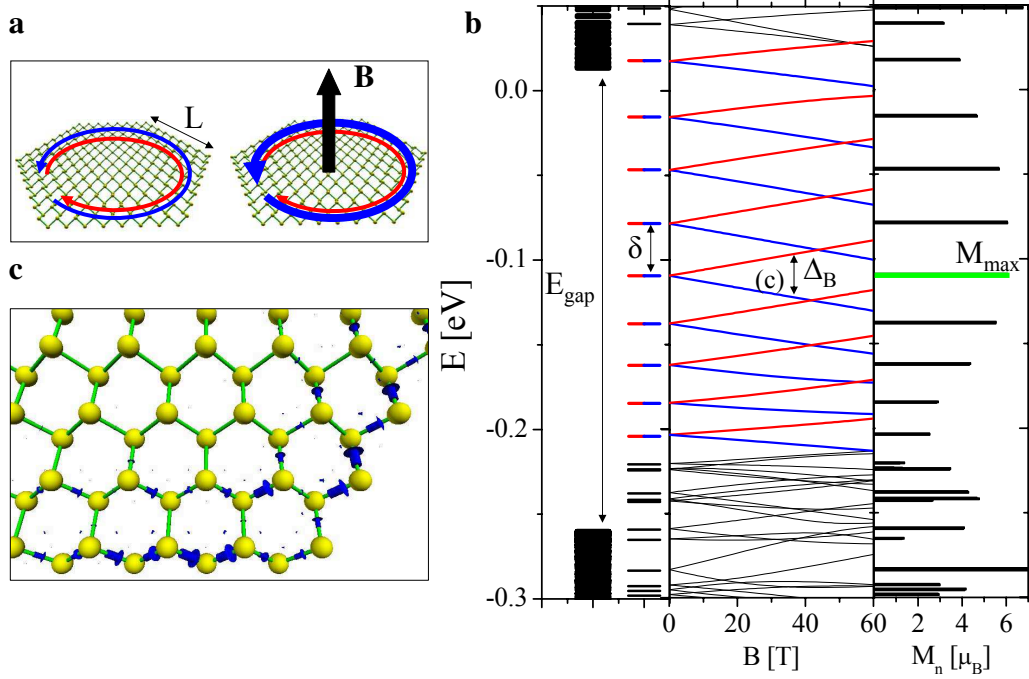 a
B
L
c
b
E [eV]
0.0
-0.1
-0.2
-0.3
E_gap
δ
(c) Δ_B
M_max
0 20 40 60
B [T]
0 2 4 6
M_n [μ_B]